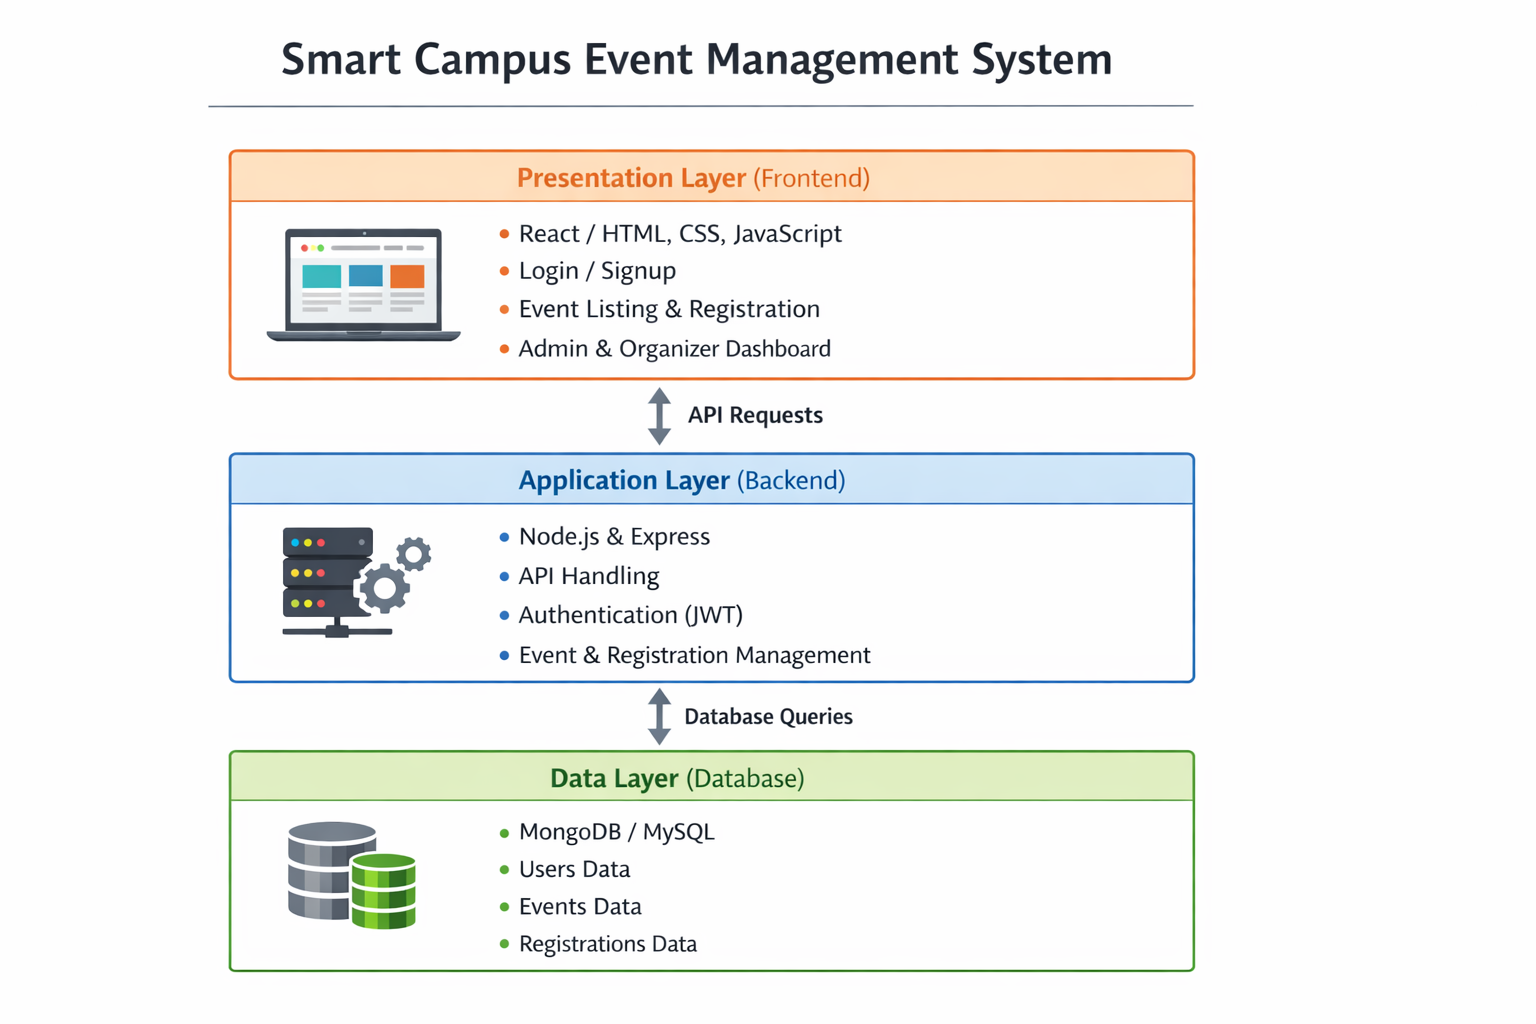 Smart Campus Event Management System
Presentation Layer (Frontend)
React / HTML, CSS, JavaScript
Login / Signup
Event Listing & Registration
Admin & Organizer Dashboard
API Requests
Application Layer (Backend)
Node.js & Express
API Handling
Authentication (JWT)
Event & Registration Management
Database Queries
Data Layer (Database)
MongoDB / MySQL
Users Data
Events Data
Registrations Data